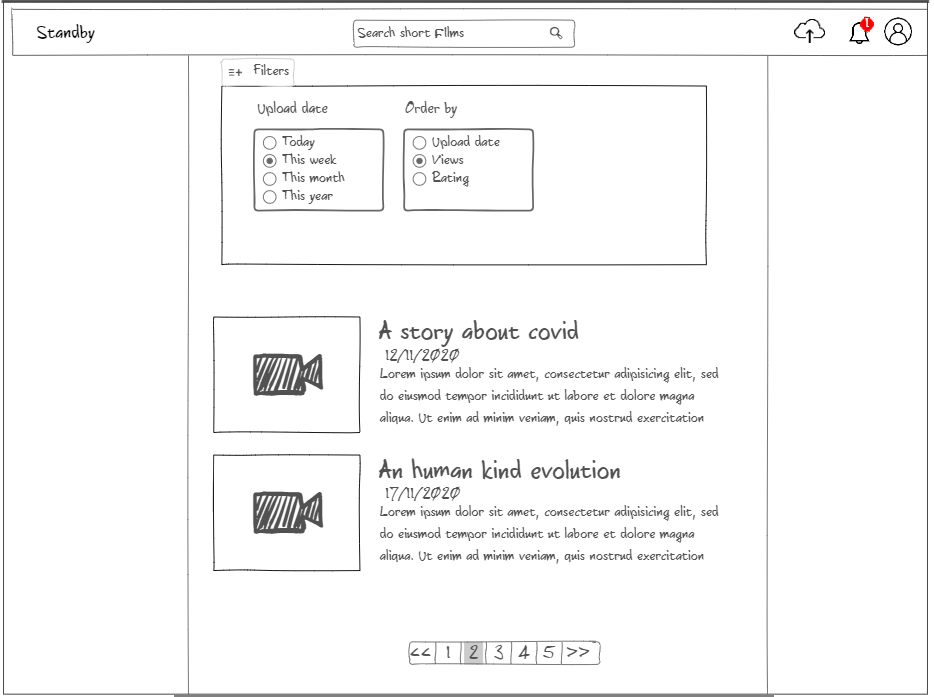 Standby
Search short Films
1
Filters
Upload date
Today
This week
This month
This year
Order by
Upload date
Views
Rating
A story about covid
12/11/2020
Lorem ipsum dolor sit amet, consectetur adipisicing elit, sed
do eiusmod tempor incididunt ut labore et dolore magna
aliqua. Ut enim ad minim veniam, quis nostrud exercitation
An human kind evolution
17/11/2020
Lorem ipsum dolor sit amet, consectetur adipisicing elit, sed
do eiusmod tempor incididunt ut labore et dolore magna
aliqua. Ut enim ad minim veniam, quis nostrud exercitation
<< 1 2 3 4 5 >>